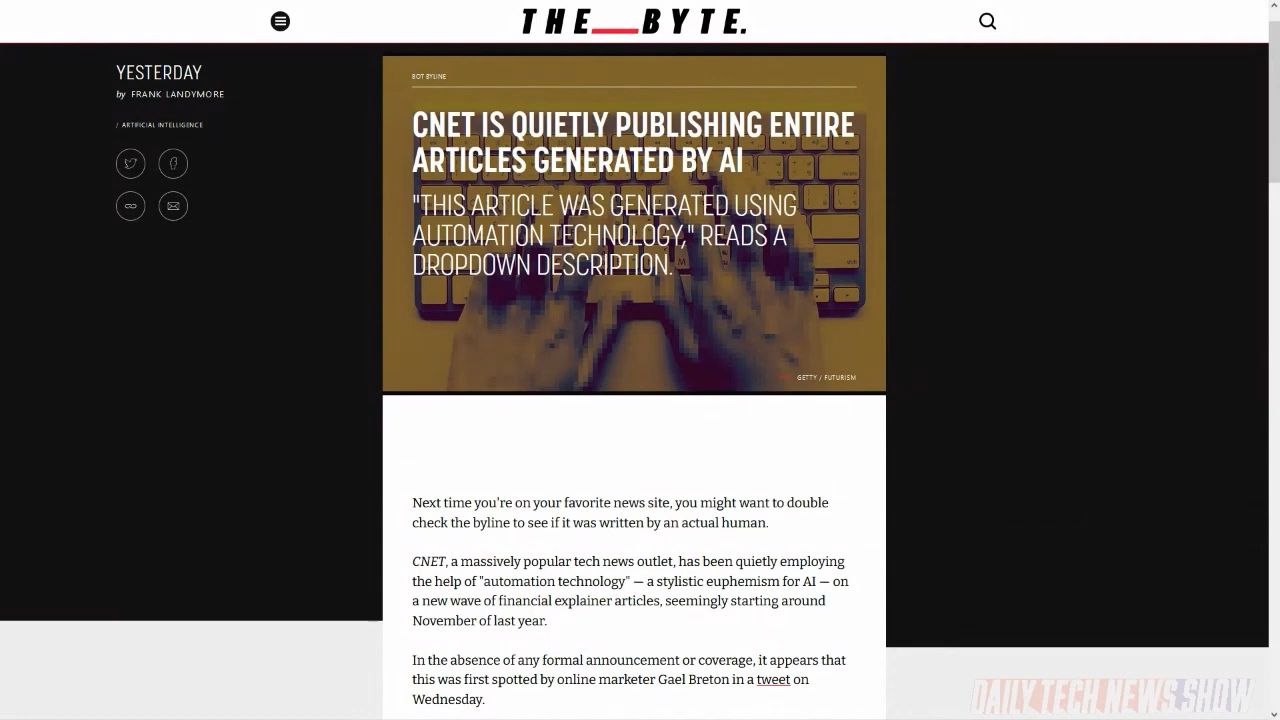 THE__BYTE.
YESTERDAY
by FRANK LANDYMORE
/ ARTIFICIAL INTELLIGENCE
BOT BYLINE
CNET IS QUIETLY PUBLISHING ENTIRE
ARTICLES GENERATED BY AI
"THIS ARTICLE WAS GENERATED USING
AUTOMATION TECHNOLOGY," READS A
DROPDOWN DESCRIPTION.
GETTY / FUTURISM
Next time you're on your favorite news site, you might want to double
check the byline to see if it was written by an actual human.
CNET, a massively popular tech news outlet, has been quietly employing
the help of "automation technology" — a stylistic euphemism for AI — on
a new wave of financial explainer articles, seemingly starting around
November of last year.
In the absence of any formal announcement or coverage, it appears that
this was first spotted by online marketer Gael Breton in a tweet on
Wednesday.
DAILY TECH NEWS SHOW